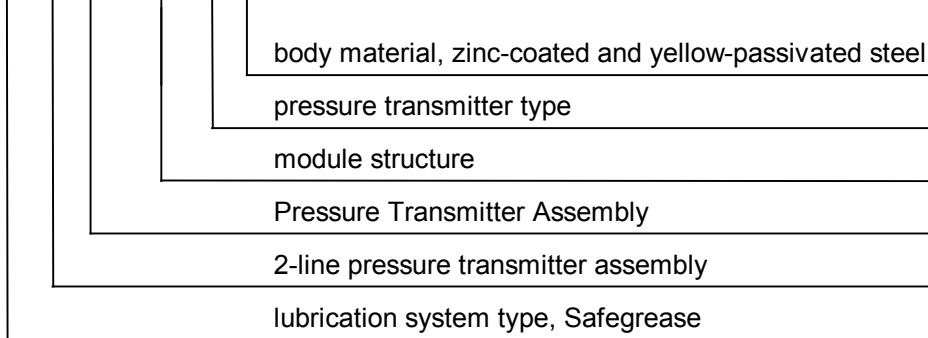 body material, zinc-coated and yellow-passivated steel
pressure transmitter type
module structure
Pressure Transmitter Assembly
2-line pressure transmitter assembly
lubrication system type, Safegrease